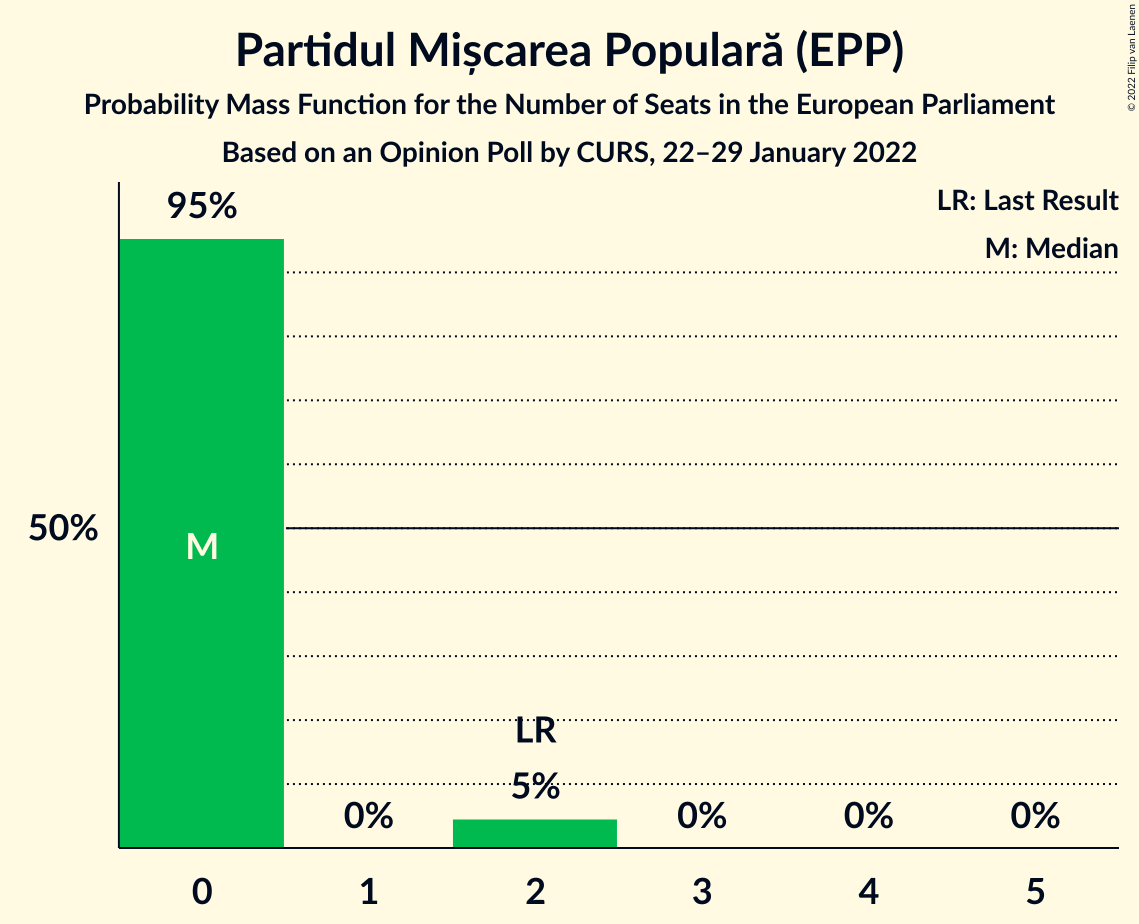 Partidul Mișcarea Populară (EPP)
Probability Mass Function for the Number of Seats in the European Parliament
Based on an Opinion Poll by CURS, 22–29 January 2022
© 2022 Filip van Laenen
LR: Last Result
M: Median
95%
50%
M
LR
5%
0%
0%
0%
0%
0 1 2 3 4 5